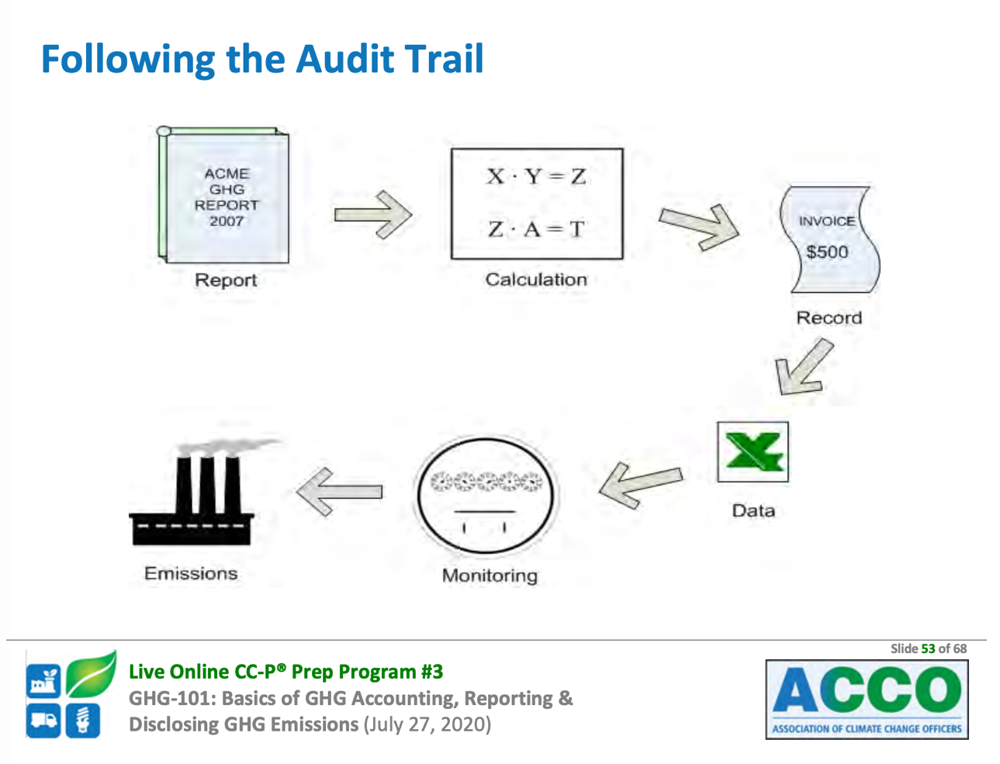 Following the Audit Trail
ACME
GHG
REPORT
2007
Report
X · Y = Z
Z · A = T
Calculation
INVOICE
$500
Record
Data
Monitoring
Emissions
Slide 53 of 68
Live Online CC-P® Prep Program #3
GHG-101: Basics of GHG Accounting, Reporting &
Disclosing GHG Emissions (July 27, 2020)
ACCO
ASSOCIATION OF CLIMATE CHANGE OFFICERS